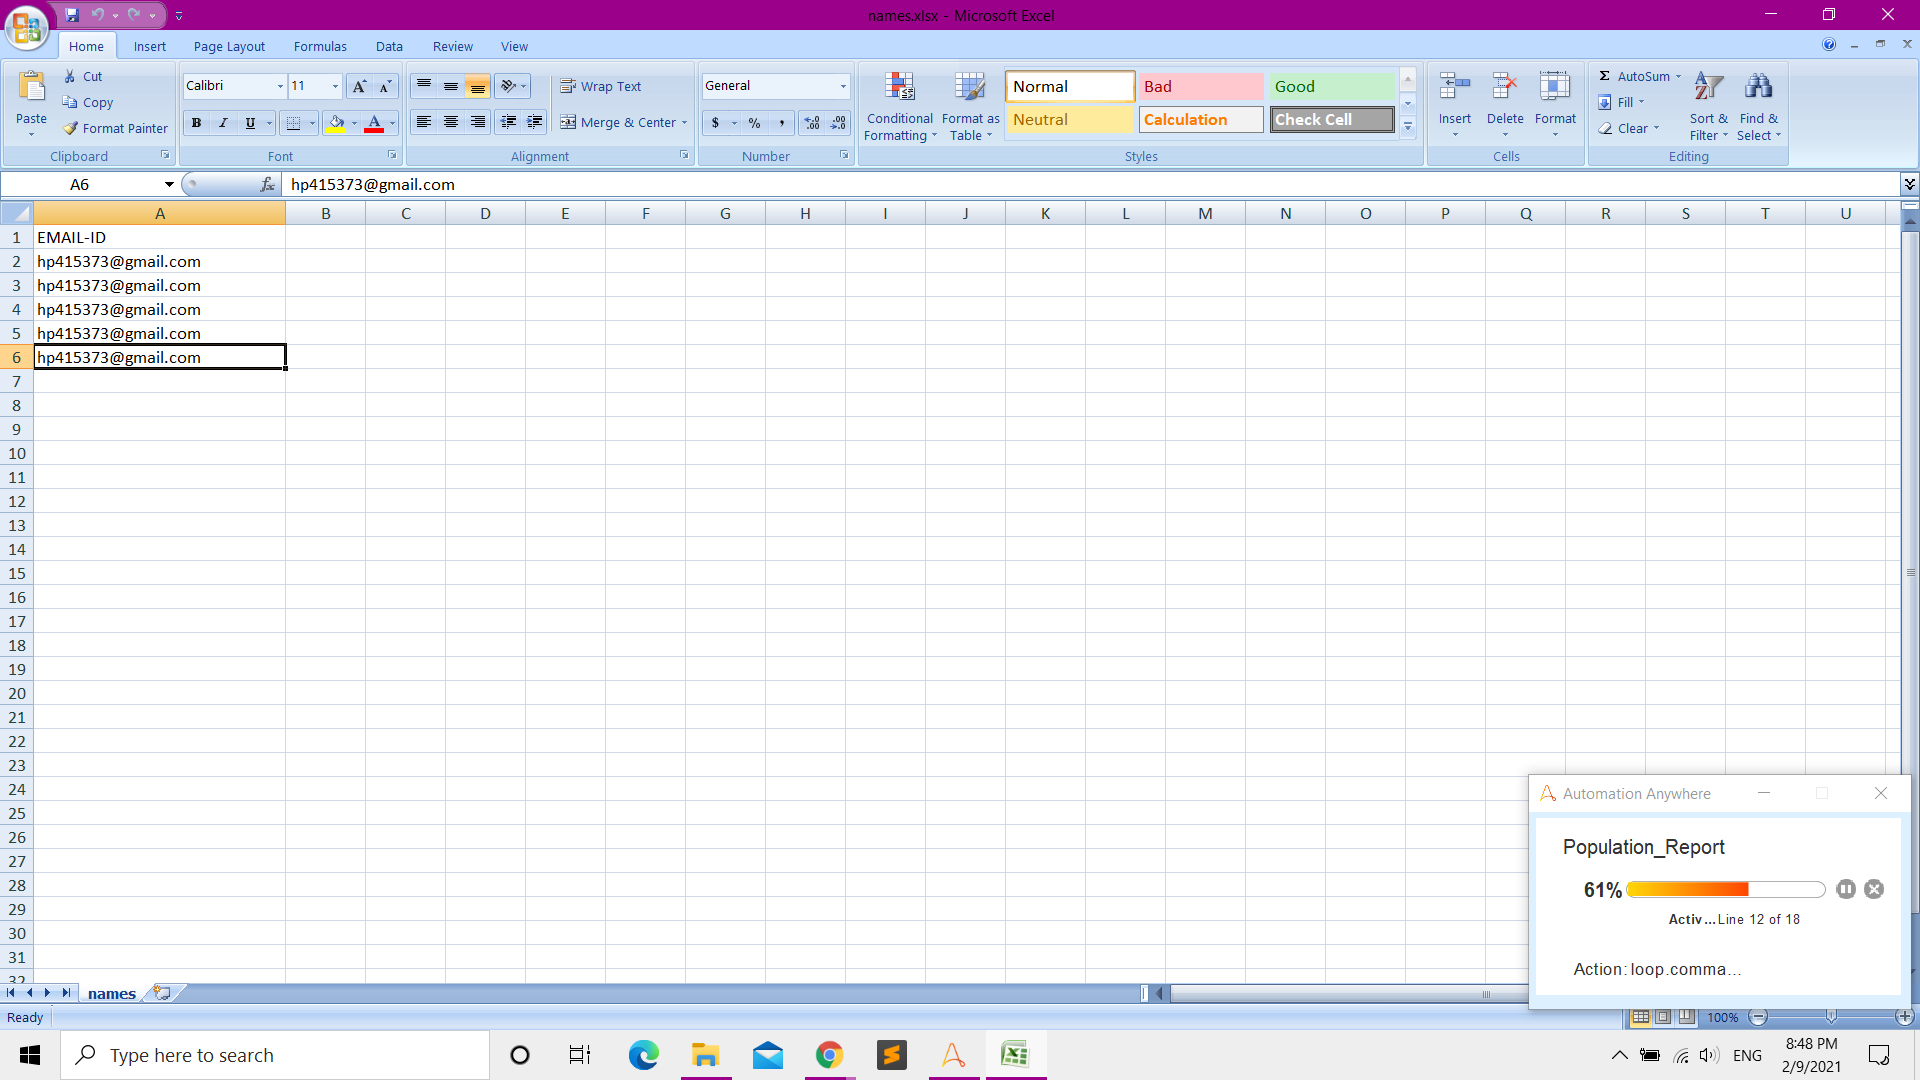 names.xlsx - Microsoft Excel
Home Insert Page Layout Formulas Data Review View
Paste
Cut
Copy
Format Painter
Clipboard
Calibri 11
B I U
Font
Wrap Text
Merge & Center
Alignment
General
$ % ,
Number
Conditional Formatting
Format as Table
Normal Bad Good
Neutral Calculation Check Cell
Styles
Insert Delete Format
Cells
Σ AutoSum
Fill
Clear
Sort & Filter
Find & Select
Editing
A6 fx hp415373@gmail.com
A B C D E F G H I J K L M N O P Q R S T U
1 EMAIL-ID
2 hp415373@gmail.com
3 hp415373@gmail.com
4 hp415373@gmail.com
5 hp415373@gmail.com
6 hp415373@gmail.com
7
8
9
10
11
12
13
14
15
16
17
18
19
20
21
22
23
24
25
26
27
28
29
30
31
32
Automation Anywhere
Population_Report
61%
Activ...Line 12 of 18
Action: loop.comma...
names
Ready
100%
Type here to search
ENG
8:48 PM
2/9/2021